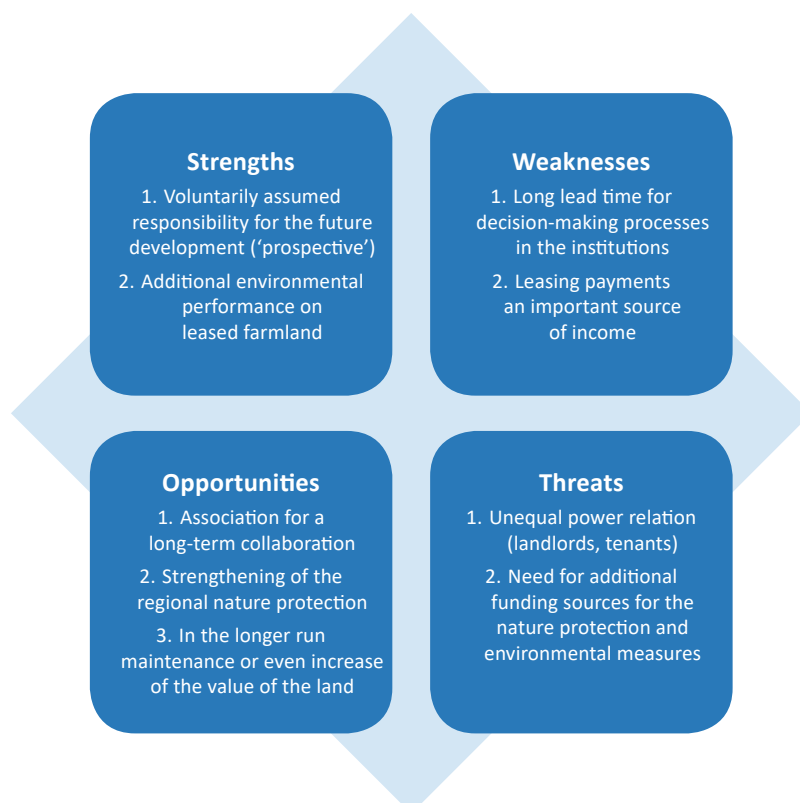 Strengths
1. Voluntarily assumed
responsibility for the future
development (‘prospective’)
2. Additional environmental
performance on
leased farmland
Weaknesses
1. Long lead time for
decision-making processes
in the institutions
2. Leasing payments
an important source
of income
Opportunities
1. Association for a
long-term collaboration
2. Strengthening of the
regional nature protection
3. In the longer run
maintenance or even increase
of the value of the land
Threats
1. Unequal power relation
(landlords, tenants)
2. Need for additional
funding sources for the
nature protection and
environmental measures